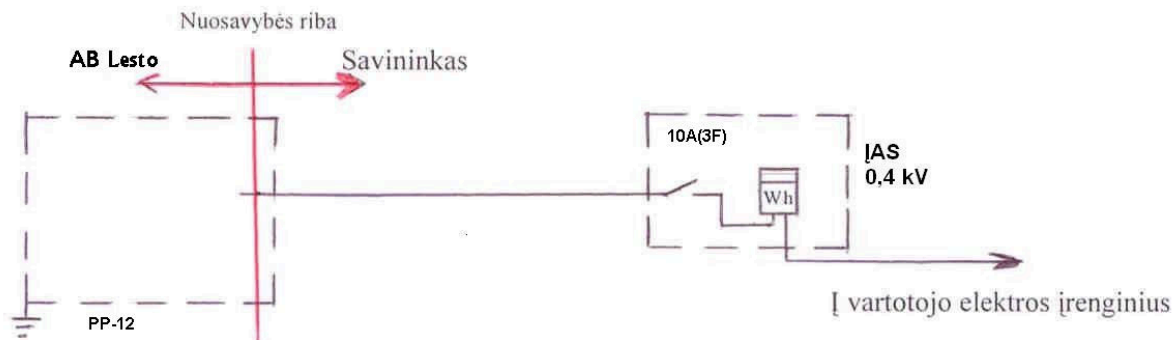 Nuosavybės riba
AB Lesto
Savininkas
10A(3F)
ĮAS
0,4 kV
Wh
Į vartotojo elektros įrenginius
PP-12